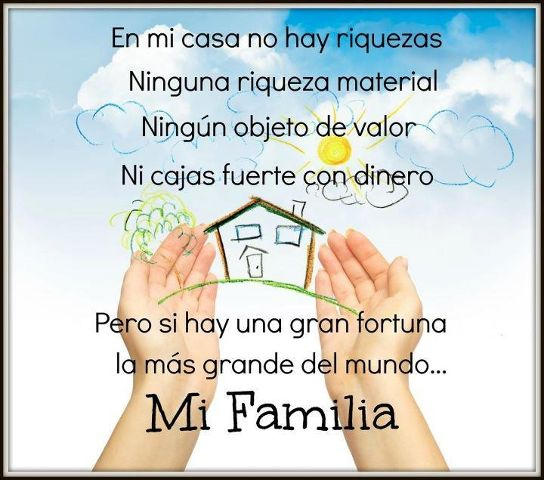 En mi casa no hay riquezas
Ninguna riqueza material
Ningún objeto de valor
Ni cajas fuerte con dinero
Pero si hay una gran fortuna
la más grande del mundo...
Mi Familia